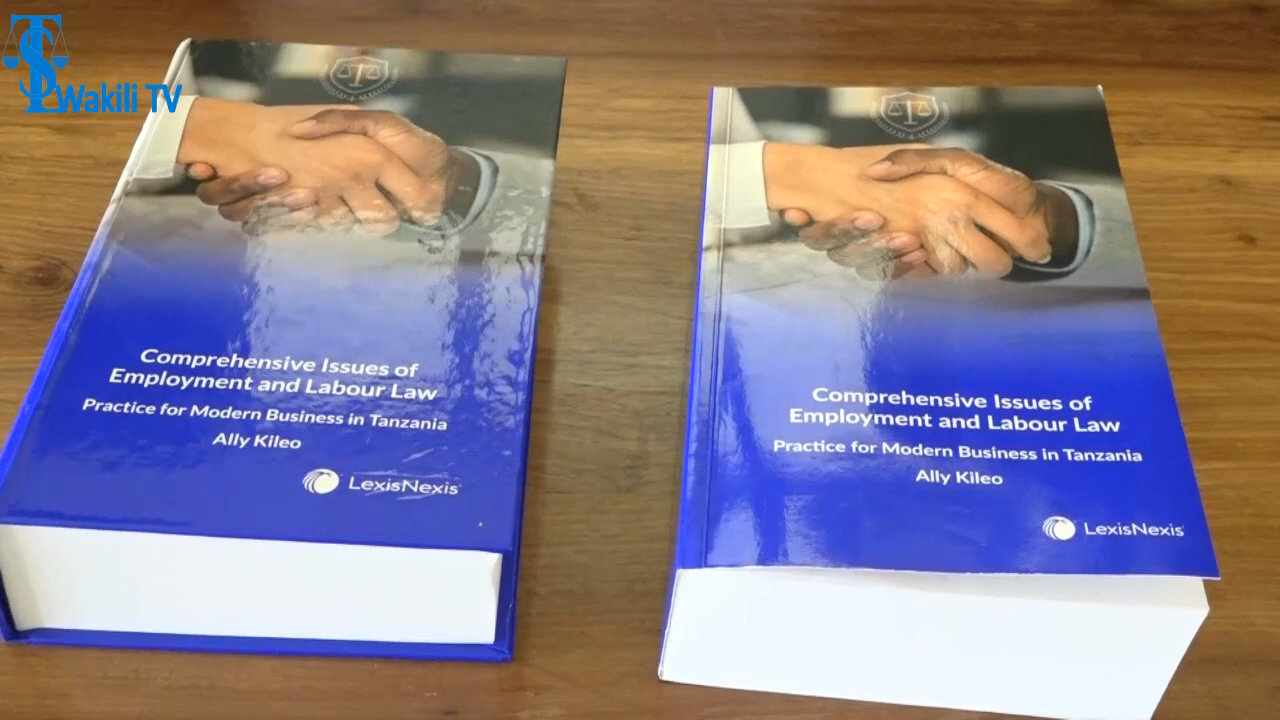 TLS
Wakili TV
Comprehensive Issues of
Employment and Labour Law
Practice for Modern Business in Tanzania
Ally Kileo
LexisNexis
Comprehensive Issues of
Employment and Labour Law
Practice for Modern Business in Tanzania
Ally Kileo
LexisNexis